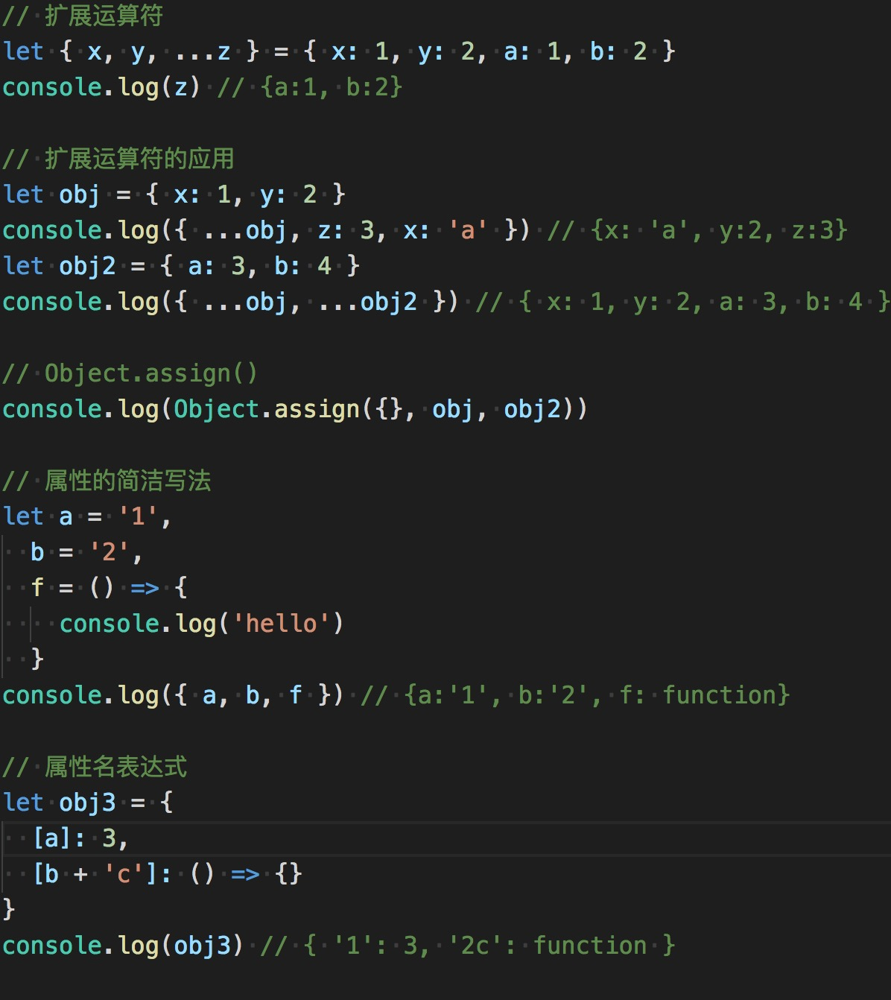 // 扩展运算符
let { x, y, ...z } = { x: 1, y: 2, a: 1, b: 2 }
console.log(z) // {a:1, b:2}
// 扩展运算符的应用
let obj = { x: 1, y: 2 }
console.log({ ...obj, z: 3, x: 'a' }) // {x: 'a', y:2, z:3}
let obj2 = { a: 3, b: 4 }
console.log({ ...obj, ...obj2 }) // { x: 1, y: 2, a: 3, b: 4 }
// Object.assign()
console.log(Object.assign({}, obj, obj2))
// 属性的简洁写法
let a = '1',
  b = '2',
  f = () => {
    console.log('hello')
  }
console.log({ a, b, f }) // {a:'1', b:'2', f: function}
// 属性名表达式
let obj3 = {
  [a]: 3,
  [b + 'c']: () => {}
}
console.log(obj3) // { '1': 3, '2c': function }